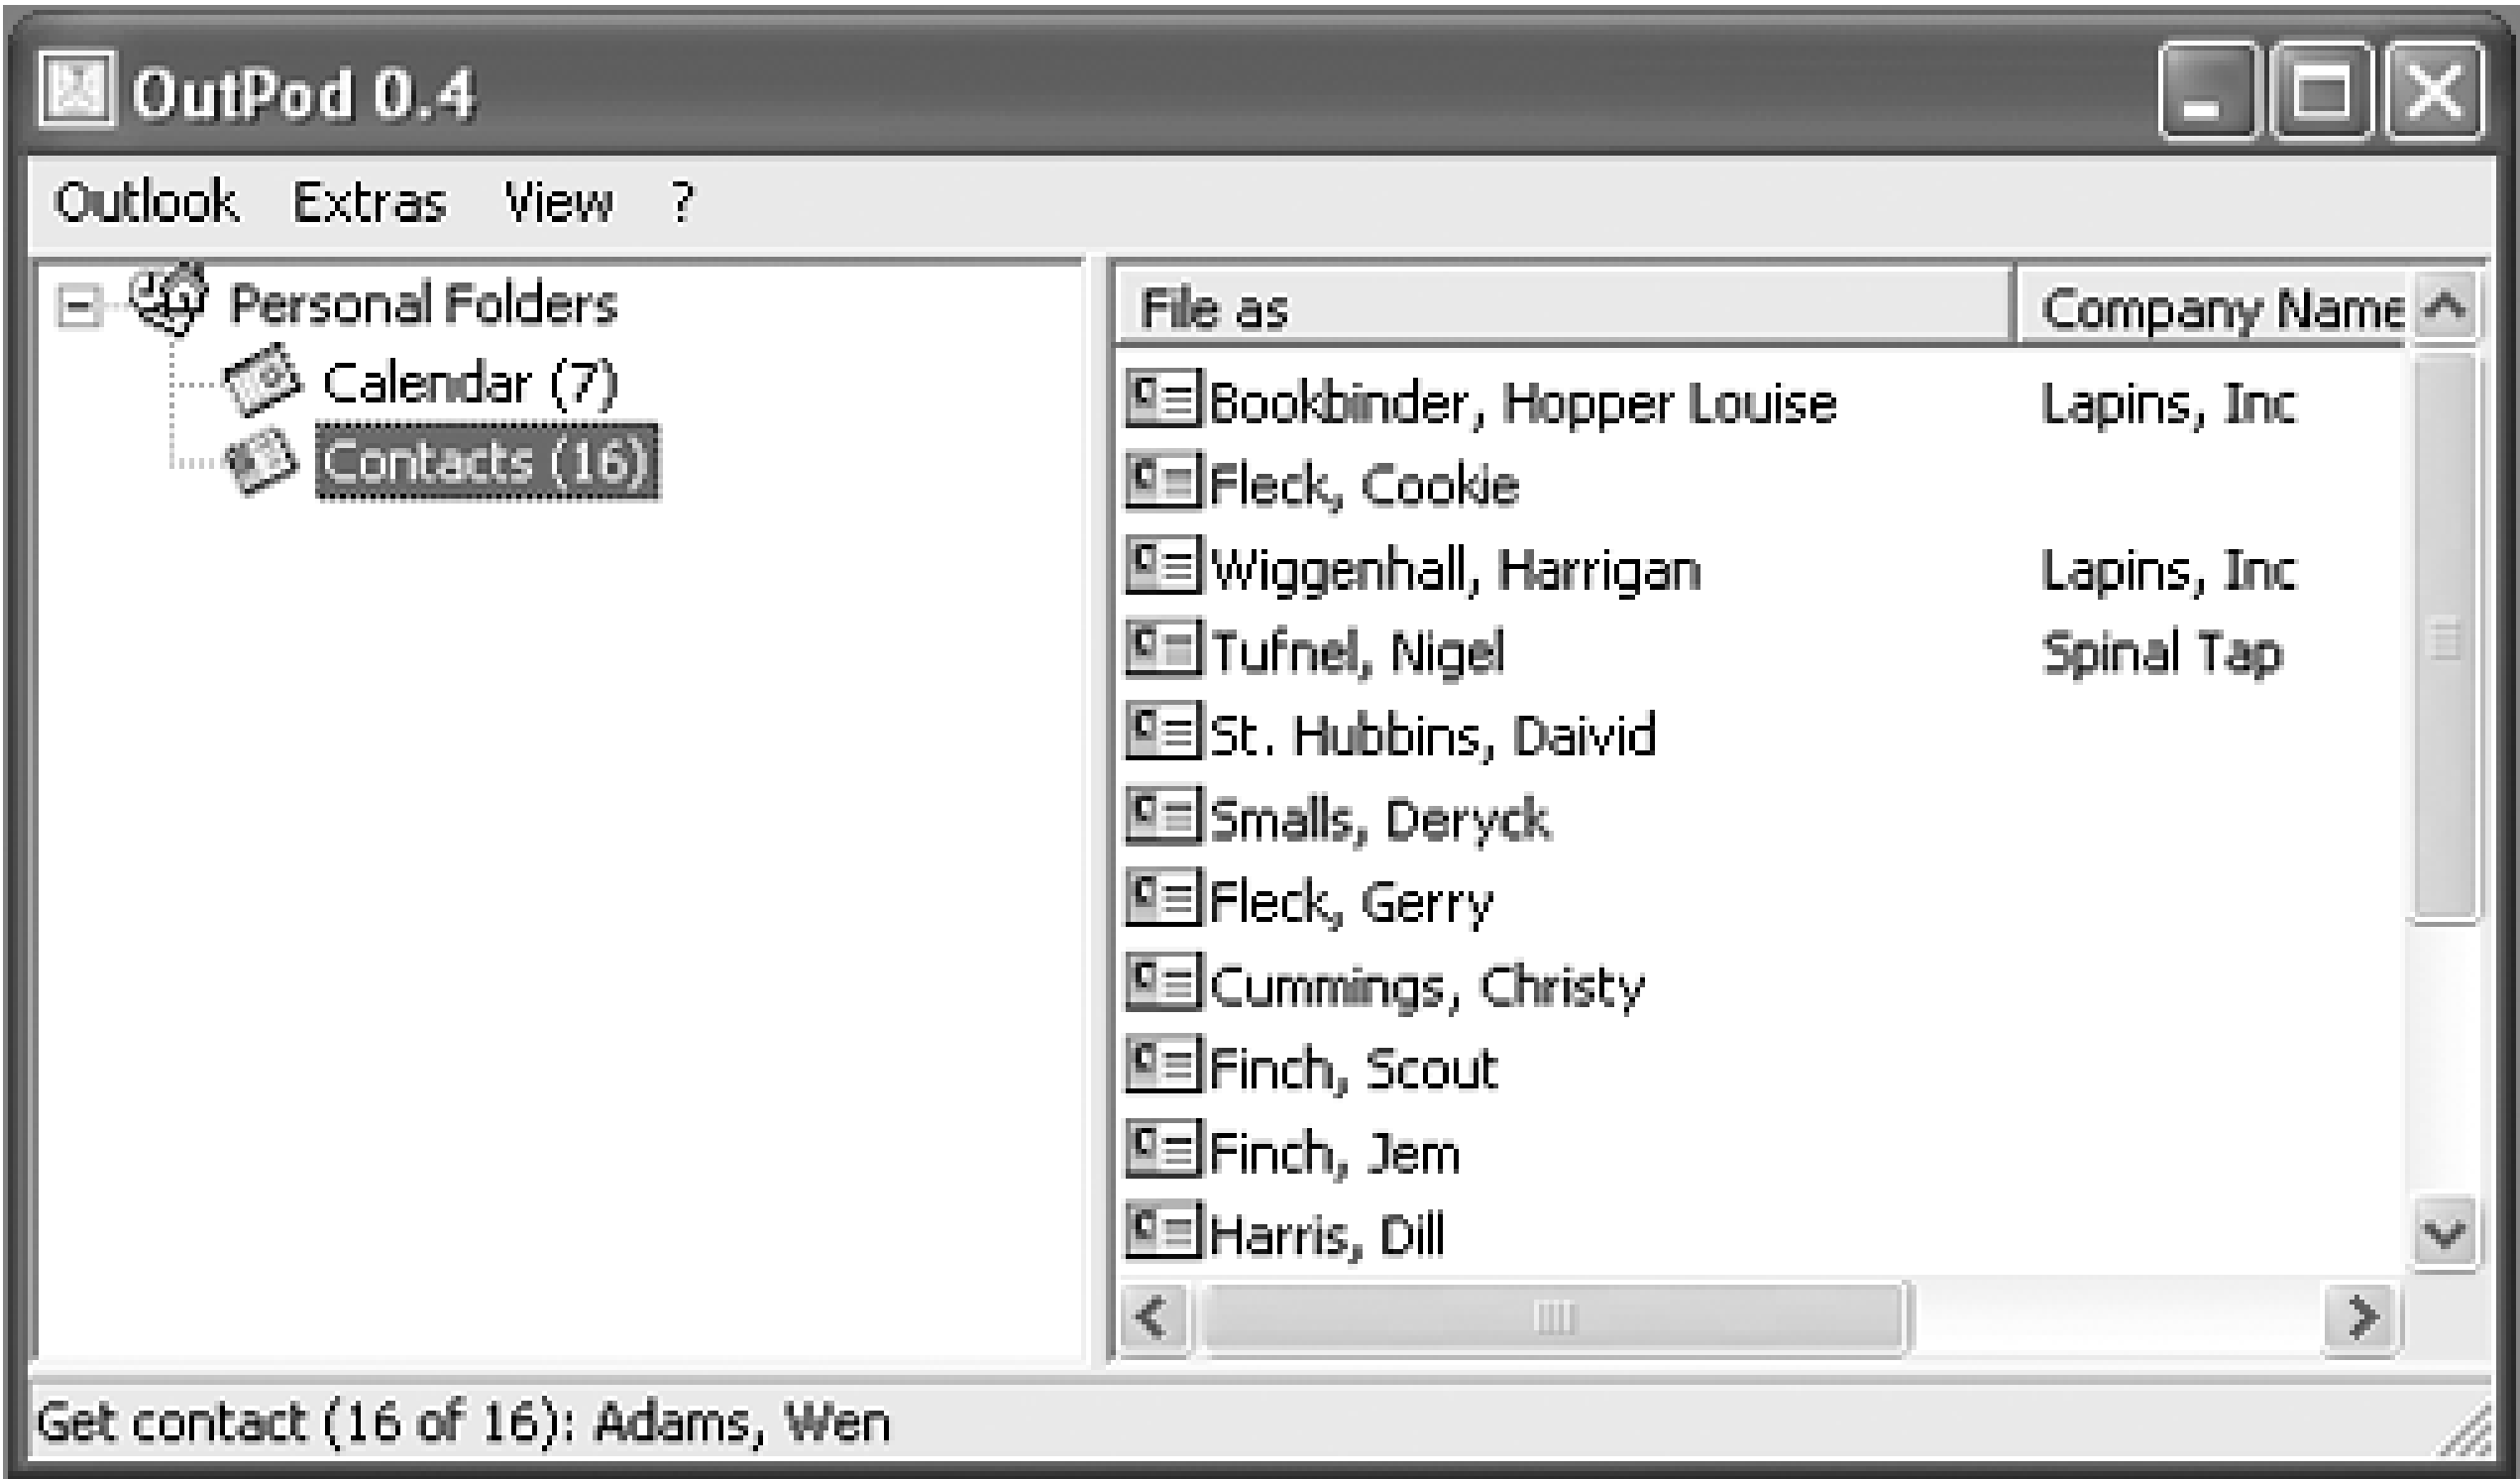 OutPod 0.4
Outlook Extras View ?
Personal Folders
Calendar (7)
Contacts (16)
File as Company Name
Bookbinder, Hopper Louise Lapins, Inc
Fleck, Cookie
Wiggenhall, Harrigan Lapins, Inc
Tufnel, Nigel Spinal Tap
St. Hubbins, Daivid
Smalls, Deryck
Fleck, Gerry
Cummings, Christy
Finch, Scout
Finch, Jem
Harris, Dill
Get contact (16 of 16): Adams, Wen